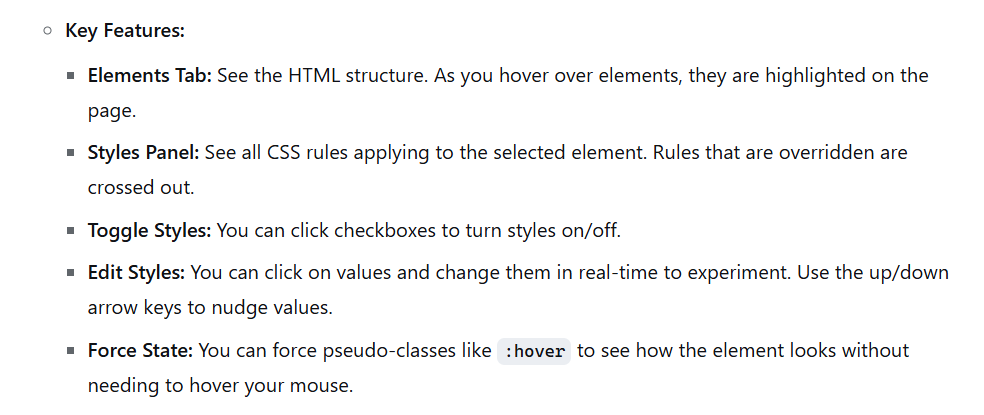 Key Features:
Elements Tab: See the HTML structure. As you hover over elements, they are highlighted on the
page.
Styles Panel: See all CSS rules applying to the selected element. Rules that are overridden are
crossed out.
Toggle Styles: You can click checkboxes to turn styles on/off.
Edit Styles: You can click on values and change them in real-time to experiment. Use the up/down
arrow keys to nudge values.
Force State: You can force pseudo-classes like :hover to see how the element looks without
needing to hover your mouse.